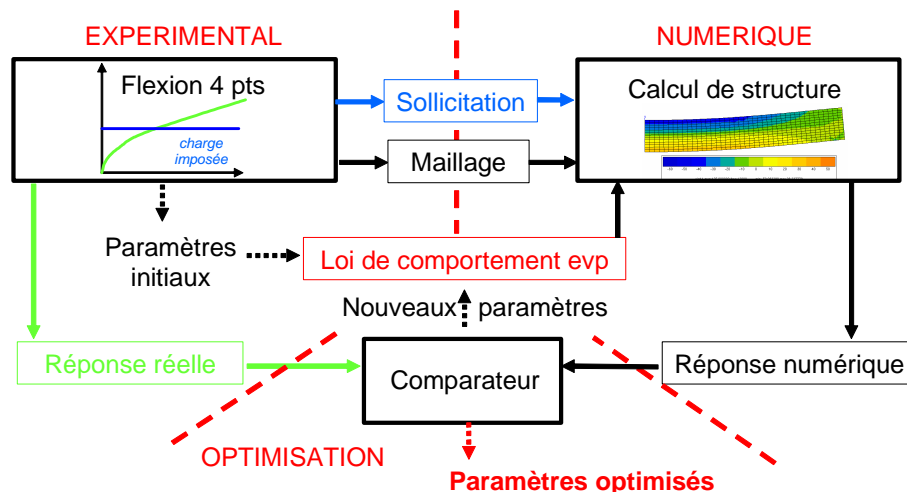 EXPERIMENTAL
NUMERIQUE
Flexion 4 pts
charge
imposée
Sollicitation
Maillage
Calcul de structure
Paramètres
initiaux
Loi de comportement evp
Nouveaux paramètres
Réponse réelle
Comparateur
Réponse numérique
OPTIMISATION
Paramètres optimisés